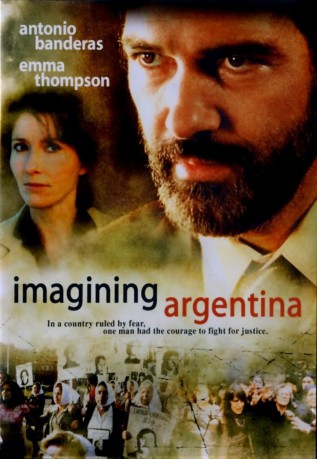 antonio
banderas
emma
thompson
imagining argentina
In a country ruled by fear,
one man had the courage to fight for justice.